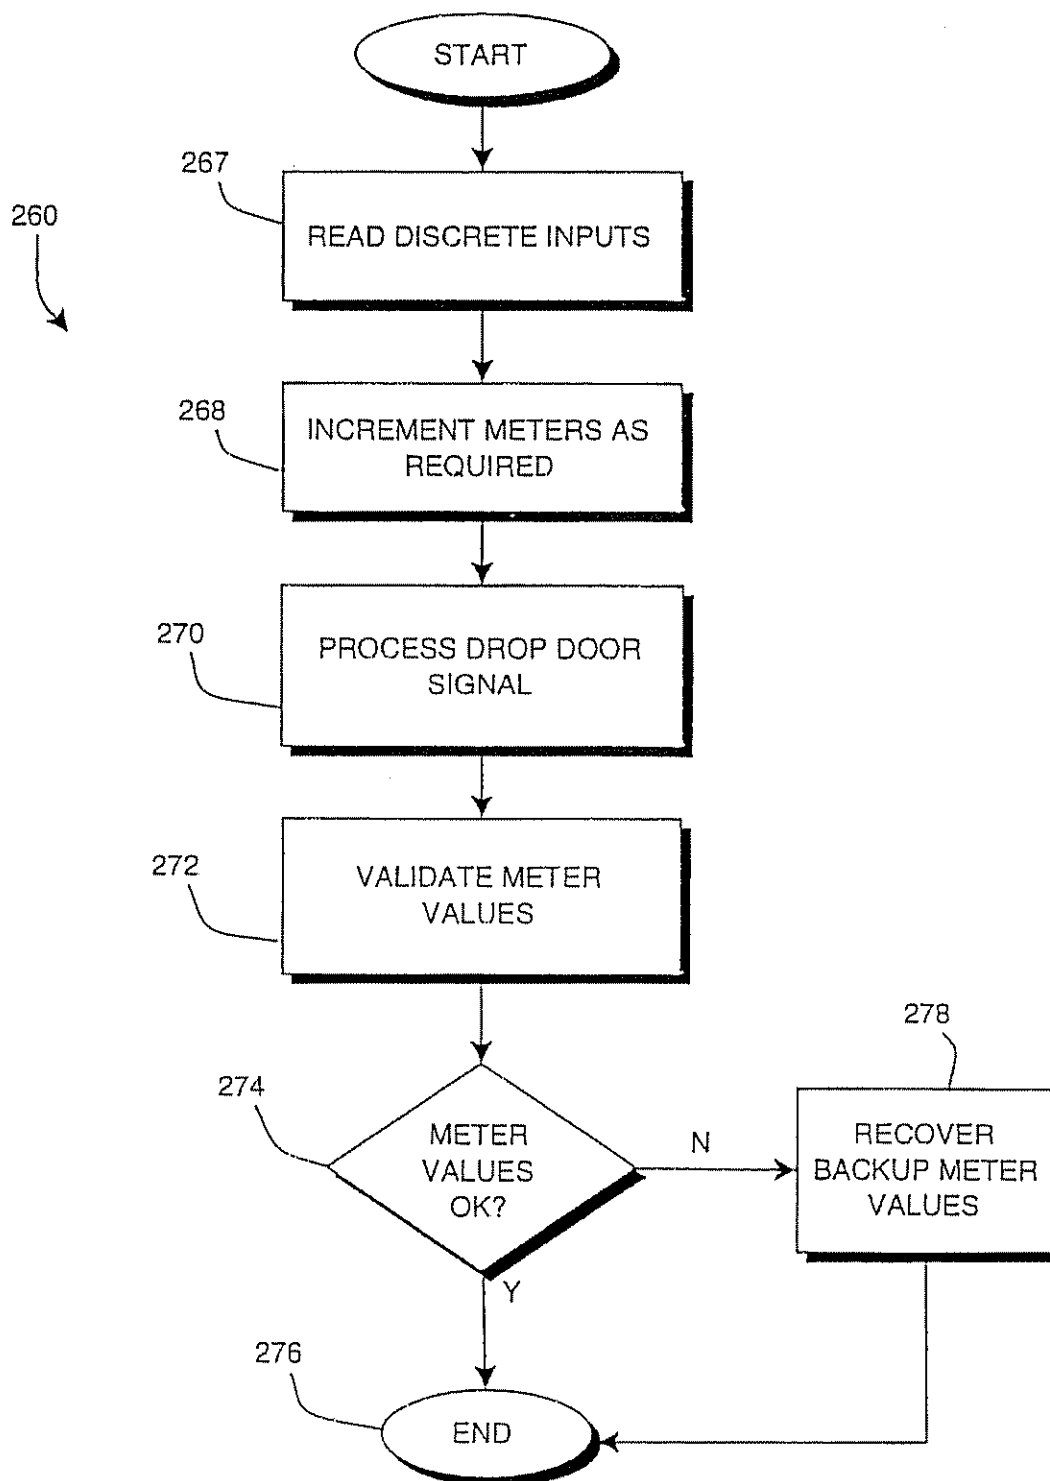 START
267
260
READ DISCRETE INPUTS
268
INCREMENT METERS AS
REQUIRED
270
PROCESS DROP DOOR
SIGNAL
272
VALIDATE METER
VALUES
278
274
METER
VALUES
OK?
N
RECOVER
BACKUP METER
VALUES
Y
276
END